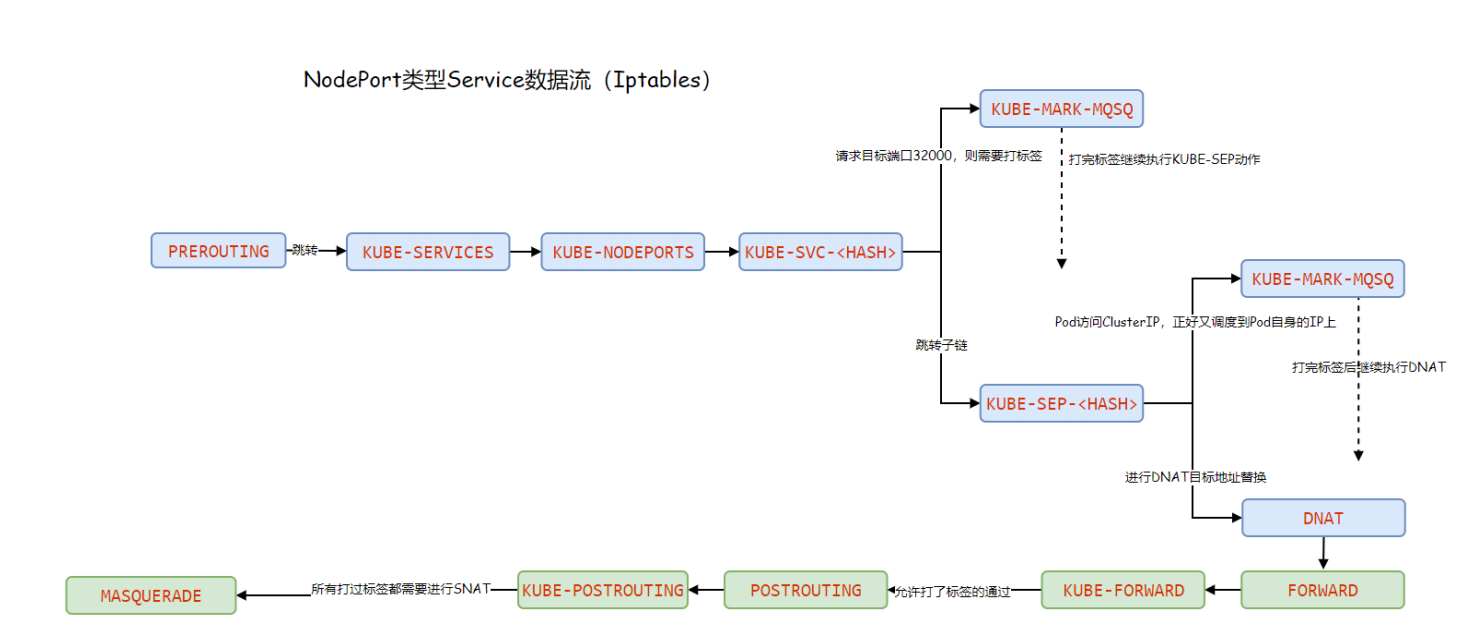 NodePort类型Service数据流（Iptables）
KUBE-MARK-MQSQ
请求目标端口32000，则需要打标签
打完标签继续执行KUBE-SEP动作
PREROUTING
跳转
KUBE-SERVICES
KUBE-NODEPORTS
KUBE-SVC-<HASH>
KUBE-MARK-MQSQ
Pod访问ClusterIP，正好又调度到Pod自身的IP上
跳转子链
打完标签后继续执行DNAT
KUBE-SEP-<HASH>
进行DNAT目标地址替换
DNAT
MASQUERADE
所有打过标签都需要进行SNAT
KUBE-POSTROUTING
POSTROUTING
允许打了标签的通过
KUBE-FORWARD
FORWARD